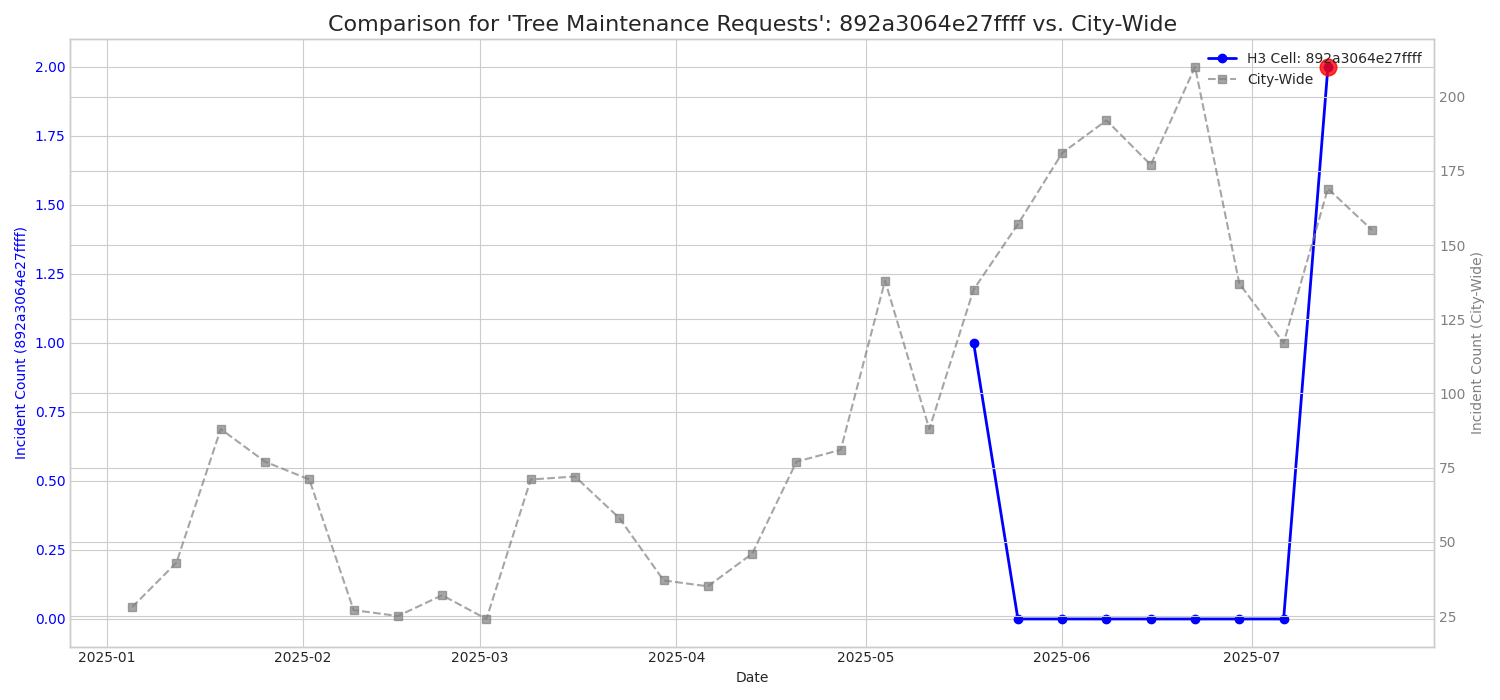 Comparison for 'Tree Maintenance Requests': 892a3064e27ffff vs. City-Wide
H3 Cell: 892a3064e27ffff
City-Wide
Incident Count (892a3064e27ffff)
2.00
1.75
1.50
1.25
1.00
0.75
0.50
0.25
0.00
200
175
150
125
100
75
50
25
Incident Count (City-Wide)
2025-01 2025-02 2025-03 2025-04 2025-05 2025-06 2025-07
Date